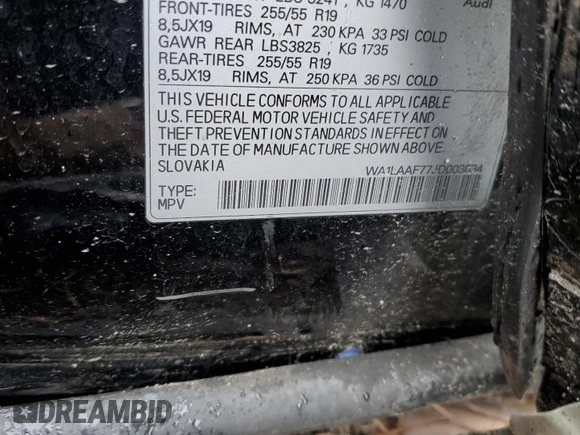 KG 1470
Audi
FRONT-TIRES 255/55 R19
8,5JX19 RIMS, AT 230 KPA 33 PSI COLD
GAWR REAR LBS3825 , KG 1735
REAR-TIRES 255/55 R19
8,5JX19 RIMS, AT 250 KPA 36 PSI COLD
THIS VEHICLE CONFORMS TO ALL APPLICABLE
U.S. FEDERAL MOTOR VEHICLE SAFETY AND
THEFT PREVENTION STANDARDS IN EFFECT ON
THE DATE OF MANUFACTURE SHOWN ABOVE.
SLOVAKIA
TYPE:
MPV
DREAMBID